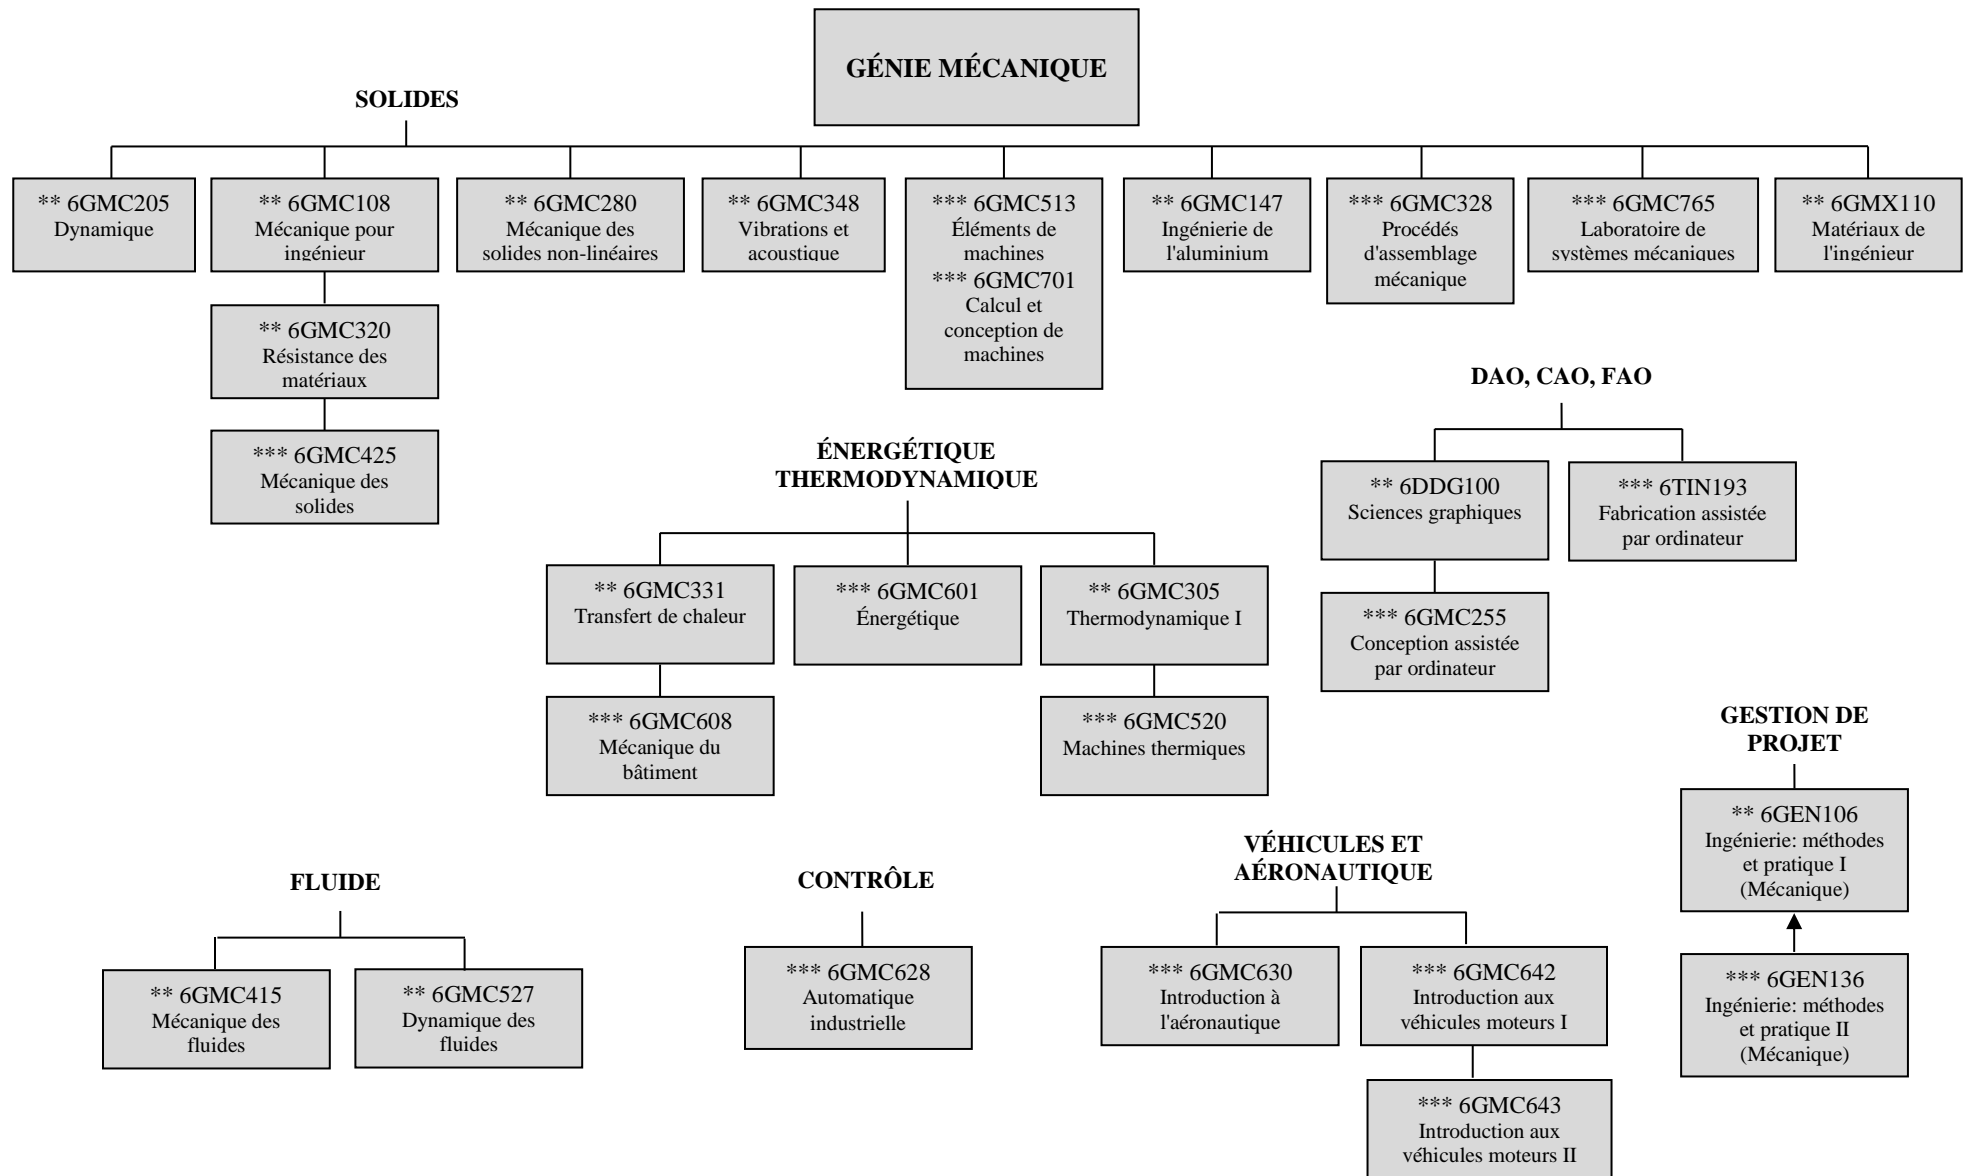 GÉNIE MÉCANIQUE
SOLIDES
** 6GMC205
Dynamique
** 6GMC108
Mécanique pour
ingénieur
** 6GMC280
Mécanique des
solides non-linéaires
** 6GMC348
Vibrations et
acoustique
*** 6GMC513
Éléments de
machines
*** 6GMC701
Calcul et
conception de
machines
** 6GMC147
Ingénierie de
l'aluminium
*** 6GMC328
Procédés
d'assemblage
mécanique
*** 6GMC765
Laboratoire de
systèmes mécaniques
** 6GMX110
Matériaux de
l'ingénieur
** 6GMC320
Résistance des
matériaux
*** 6GMC425
Mécanique des
solides
DAO, CAO, FAO
** 6DDG100
Sciences graphiques
*** 6TIN193
Fabrication assistée
par ordinateur
*** 6GMC255
Conception assistée
par ordinateur
ÉNERGÉTIQUE
THERMODYNAMIQUE
** 6GMC331
Transfert de chaleur
*** 6GMC601
Énergétique
** 6GMC305
Thermodynamique I
*** 6GMC608
Mécanique du
bâtiment
*** 6GMC520
Machines thermiques
GESTION DE
PROJET
** 6GEN106
Ingénierie: méthodes
et pratique I
(Mécanique)
*** 6GEN136
Ingénierie: méthodes
et pratique II
(Mécanique)
FLUIDE
** 6GMC415
Mécanique des
fluides
** 6GMC527
Dynamique des
fluides
CONTRÔLE
*** 6GMC628
Automatique
industrielle
VÉHICULES ET
AÉRONAUTIQUE
*** 6GMC630
Introduction à
l'aéronautique
*** 6GMC642
Introduction aux
véhicules moteurs I
*** 6GMC643
Introduction aux
véhicules moteurs II